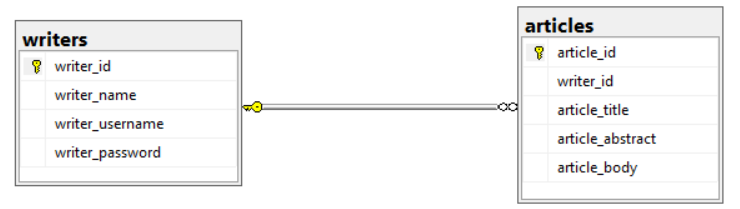 writers
writer_id
writer_name
writer_username
writer_password
articles
article_id
writer_id
article_title
article_abstract
article_body